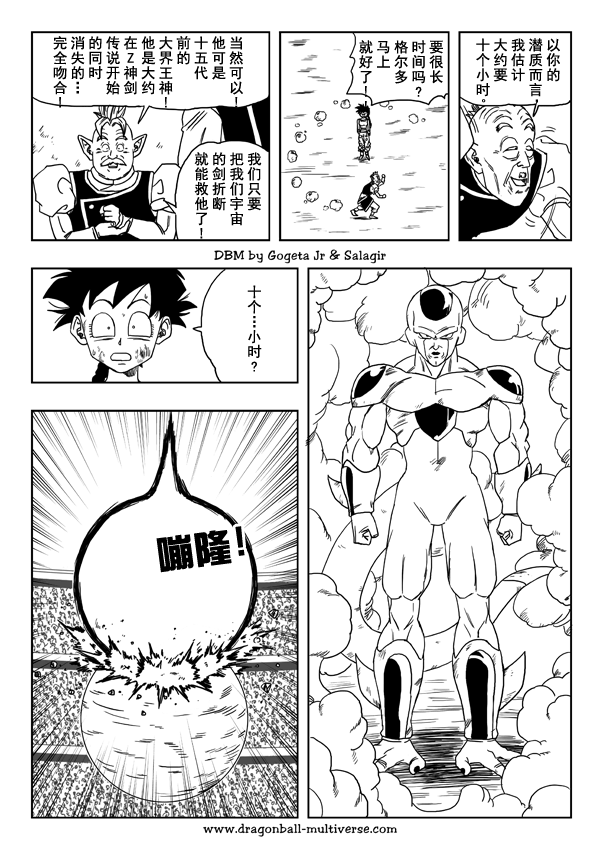 以你的
潜质而言，
我估计
大约要
十个小时。
要很长
时间吗？
格尔多
马上
就好了！
当然可以！
他可是
十五代
前的
大界王神！
他是大约
在Z神剑
传说开始
的同时
消失的…
完全吻合！
我们只要
把我们宇宙
的剑折断
就能救他了！
DBM by Gogeta Jr & Salagir
十个…小时？
嘣隆！
www.dragonball-multiverse.com